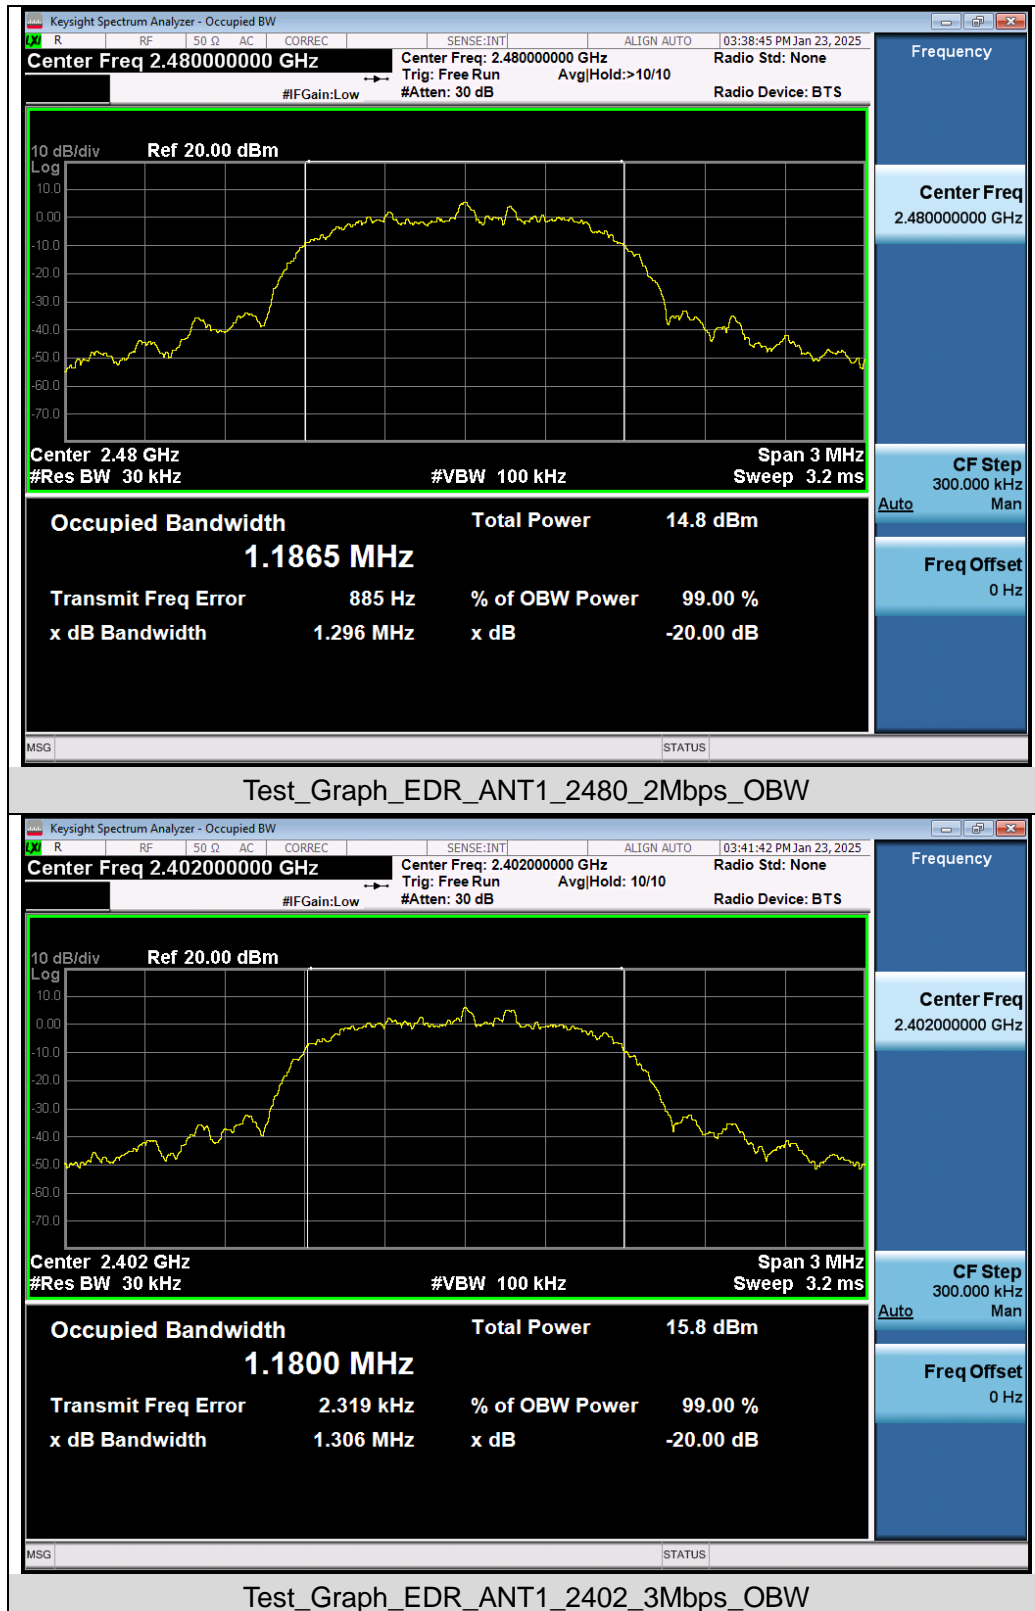 Keysight Spectrum Analyzer - Occupied BW
LXI R RF 50 Ω AC CORREC SENSE:INT ALIGN AUTO 03:38:45 PM Jan 23, 2025
Center Freq 2.480000000 GHz
Center Freq: 2.480000000 GHz
Radio Std: None
Trig: Free Run Avg|Hold:>10/10
#IFGain:Low #Atten: 30 dB Radio Device: BTS
Frequency
10 dB/div Ref 20.00 dBm
Log
10.0
0.00
-10.0
-20.0
-30.0
-40.0
-50.0
-60.0
-70.0
Center 2.48 GHz Span 3 MHz
#Res BW 30 kHz #VBW 100 kHz Sweep 3.2 ms
Center Freq
2.480000000 GHz
CF Step
300.000 kHz
Auto Man
Freq Offset
0 Hz
Occupied Bandwidth Total Power 14.8 dBm
1.1865 MHz
Transmit Freq Error 885 Hz % of OBW Power 99.00 %
x dB Bandwidth 1.296 MHz x dB -20.00 dB
MSG STATUS
Test_Graph_EDR_ANT1_2480_2Mbps_OBW
Keysight Spectrum Analyzer - Occupied BW
LXI R RF 50 Ω AC CORREC SENSE:INT ALIGN AUTO 03:41:42 PM Jan 23, 2025
Center Freq 2.402000000 GHz
Center Freq: 2.402000000 GHz
Radio Std: None
Trig: Free Run Avg|Hold: 10/10
#IFGain:Low #Atten: 30 dB Radio Device: BTS
Frequency
10 dB/div Ref 20.00 dBm
Log
10.0
0.00
-10.0
-20.0
-30.0
-40.0
-50.0
-60.0
-70.0
Center 2.402 GHz Span 3 MHz
#Res BW 30 kHz #VBW 100 kHz Sweep 3.2 ms
Center Freq
2.402000000 GHz
CF Step
300.000 kHz
Auto Man
Freq Offset
0 Hz
Occupied Bandwidth Total Power 15.8 dBm
1.1800 MHz
Transmit Freq Error 2.319 kHz % of OBW Power 99.00 %
x dB Bandwidth 1.306 MHz x dB -20.00 dB
MSG STATUS
Test_Graph_EDR_ANT1_2402_3Mbps_OBW